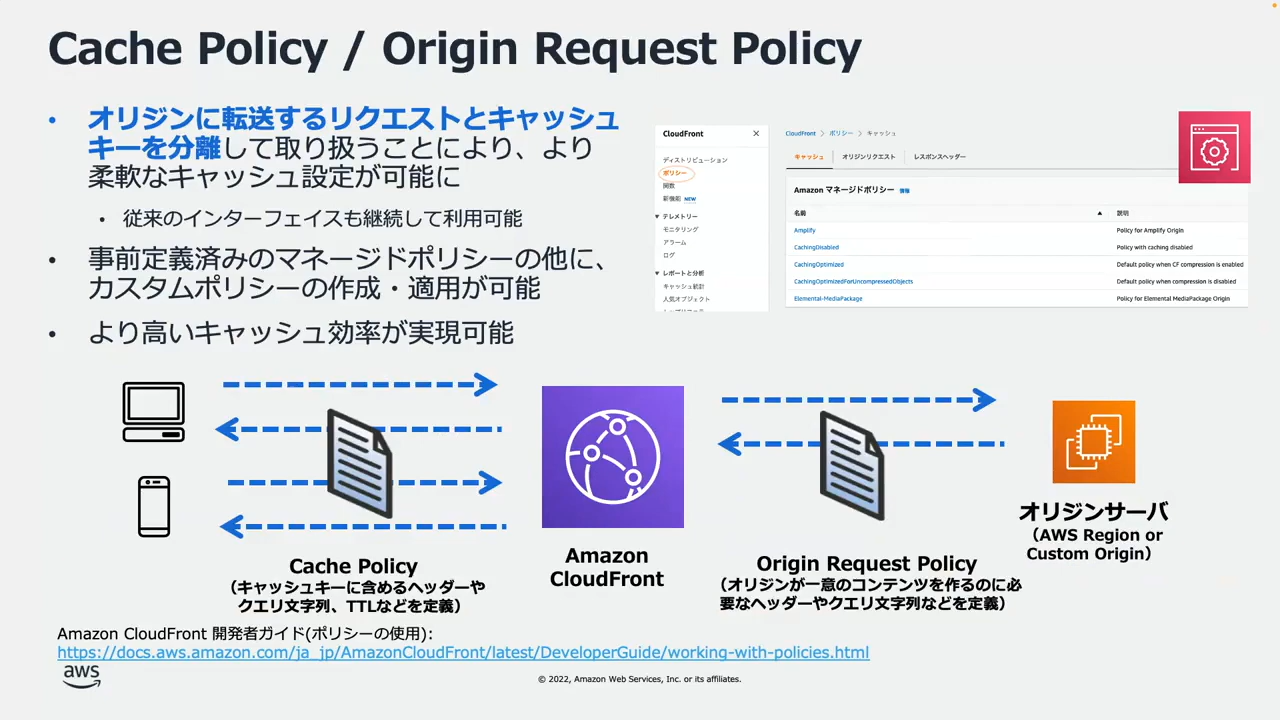 Cache Policy / Origin Request Policy
• オリジンに転送するリクエストとキャッシュ
キーを分離して取り扱うことにより、より
柔軟なキャッシュ設定が可能に
• 従来のインターフェイスも継続して利用可能
• 事前定義済みのマネージドポリシーの他に、
カスタムポリシーの作成・適用が可能
• より高いキャッシュ効率が実現可能
CloudFront ×
ディストリビューション
ポリシー
関数
新機能 NEW
▼ テレメトリー
モニタリング
アラーム
ログ
▼ レポートと分析
キャッシュ統計
人気オブジェクト
CloudFront > ポリシー > キャッシュ
キャッシュ オリジンリクエスト レスポンスヘッダー
Amazon マネージドポリシー 情報
名前 ▲ 説明
Amplify Policy for Amplify Origin
CachingDisabled Policy with caching disabled
CachingOptimized Default policy when CF compression is enabled
CachingOptimizedForUncompressedObjects Default policy when compression is disabled
Elemental-MediaPackage Policy for Elemental MediaPackage Origin
Cache Policy
（キャッシュキーに含めるヘッダーや
クエリ文字列、TTLなどを定義）
Amazon
CloudFront
Origin Request Policy
（オリジンが一意のコンテンツを作るのに必
要なヘッダーやクエリ文字列などを定義）
オリジンサーバ
（AWS Region or
Custom Origin）
Amazon CloudFront 開発者ガイド(ポリシーの使用):
https://docs.aws.amazon.com/ja_jp/AmazonCloudFront/latest/DeveloperGuide/working-with-policies.html
aws
© 2022, Amazon Web Services, Inc. or its affiliates.